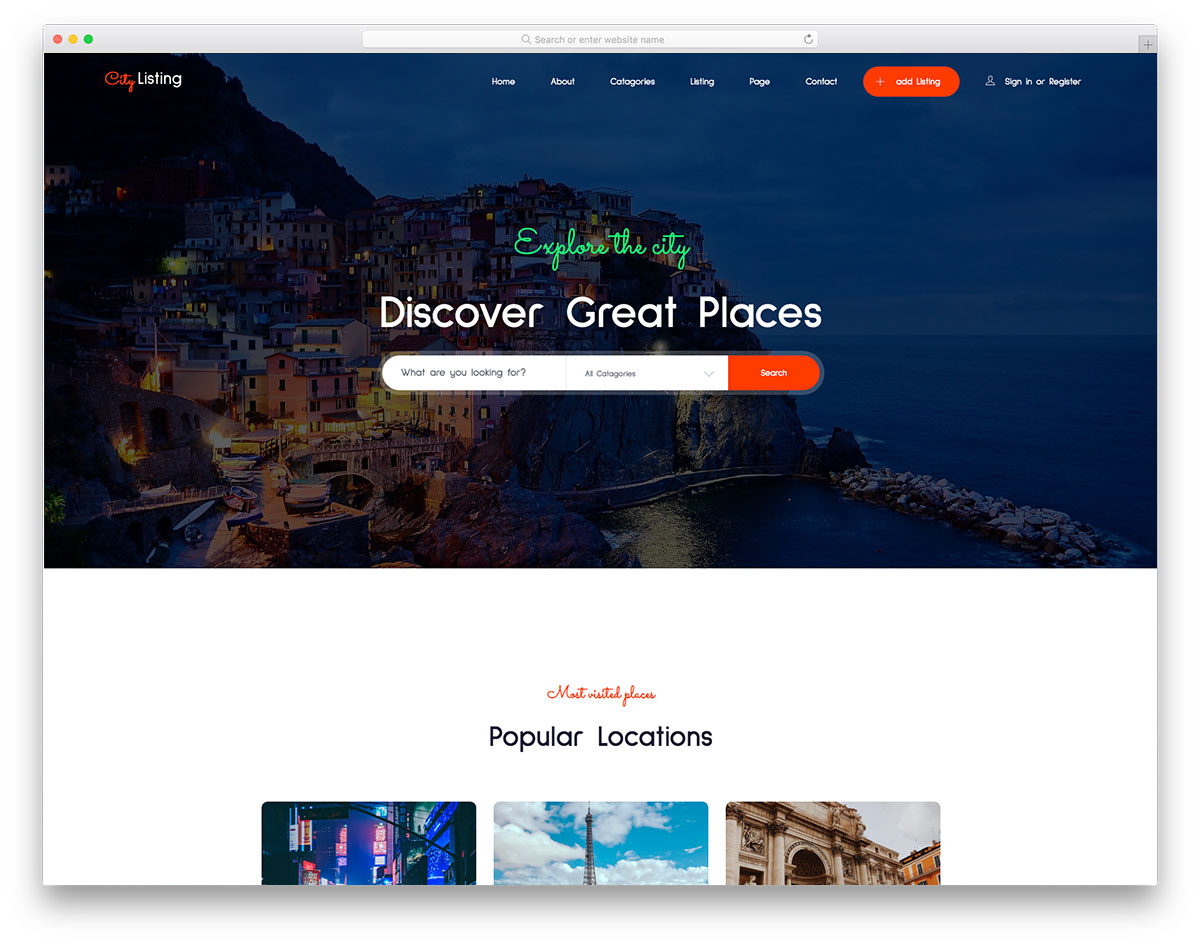 Search or enter website name
City Listing
Home About Catagories Listing Page Contact + add Listing Sign in or Register
Explore the city
Discover Great Places
What are you looking for? All Catagories Search
Most visited places
Popular Locations